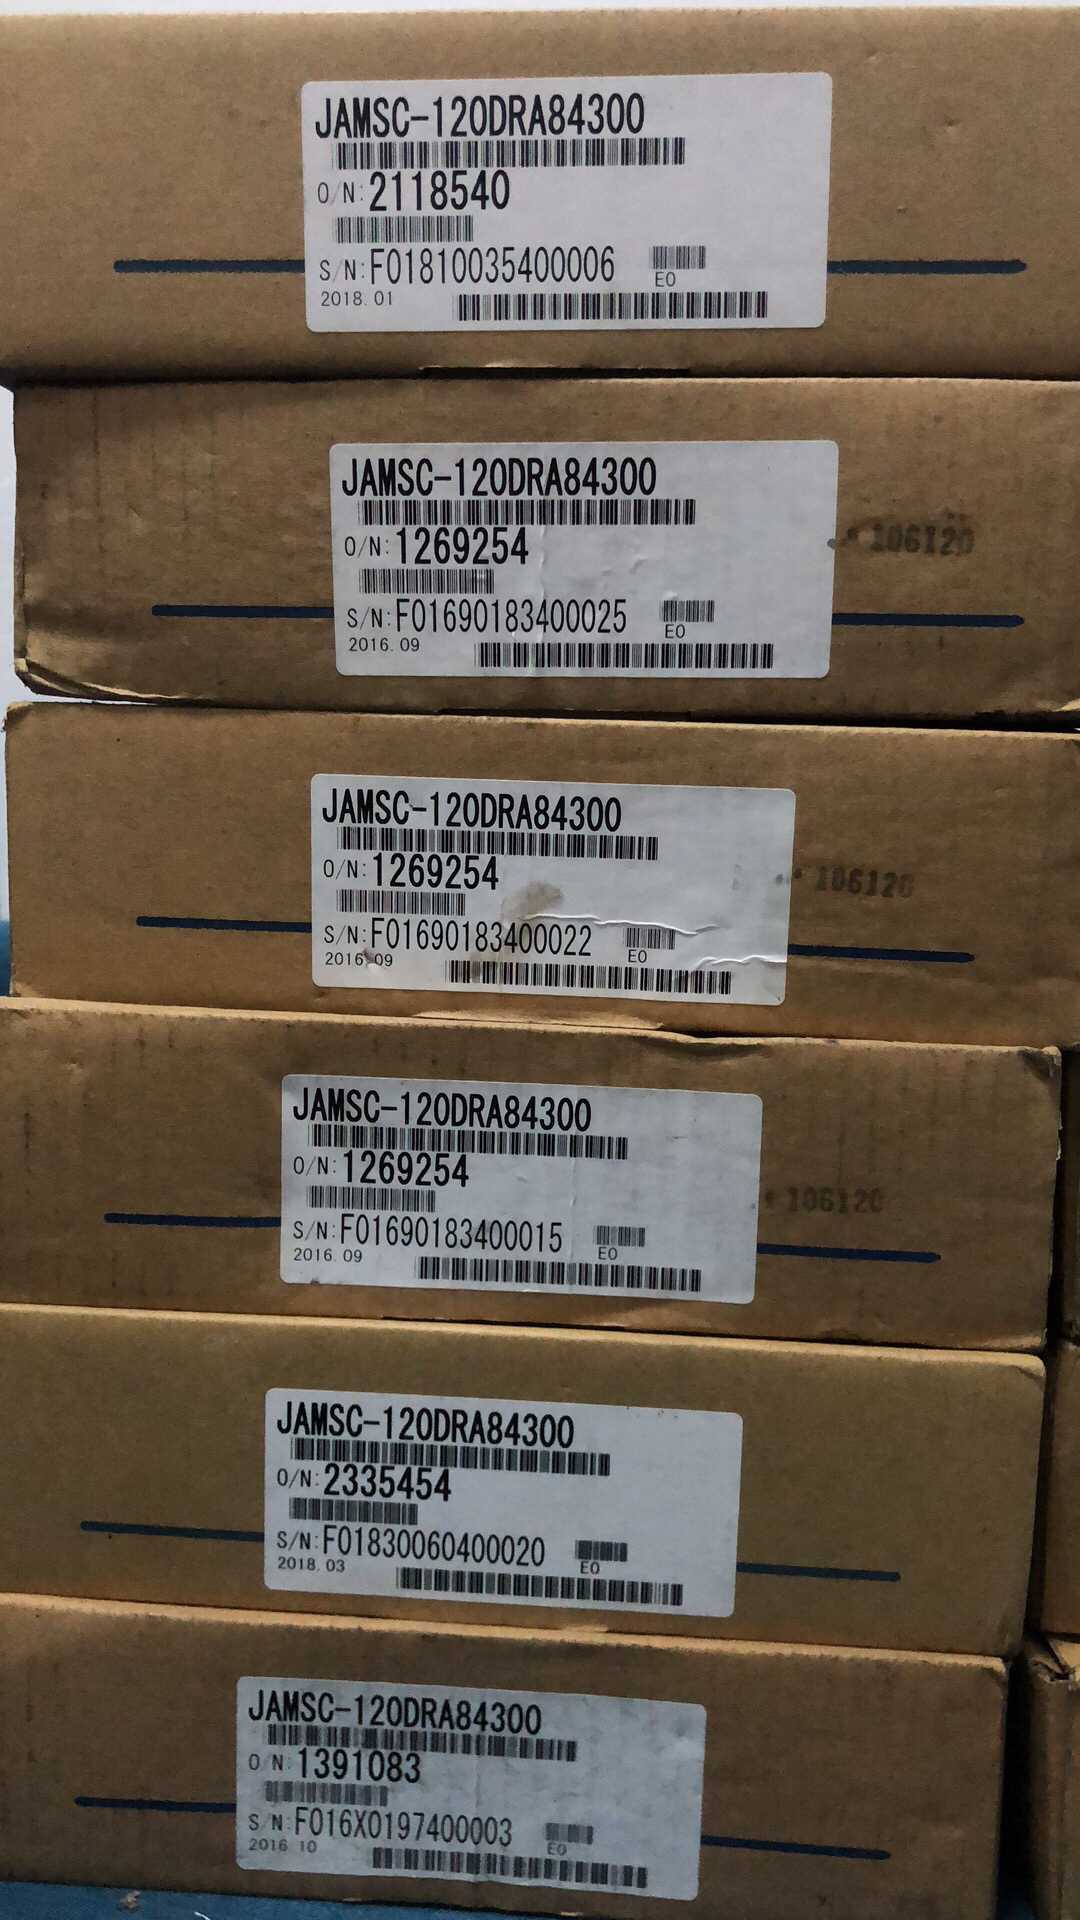 JAMSC-120DRA84300
O/N: 2118540
S/N: F01810035400006
E0
2018. 01
JAMSC-120DRA84300
O/N: 1269254
106120
S/N: F01690183400025
E0
2016. 09
JAMSC-120DRA84300
O/N: 1269254
106120
S/N: F01690183400022
E0
2016. 09
JAMSC-120DRA84300
O/N: 1269254
106120
S/N: F01690183400015
E0
2016. 09
JAMSC-120DRA84300
O/N: 2335454
S/N: F01830060400020
E0
2018. 03
JAMSC-120DRA84300
O/N: 1391083
S/N: F016X0197400003
E0
2016 10